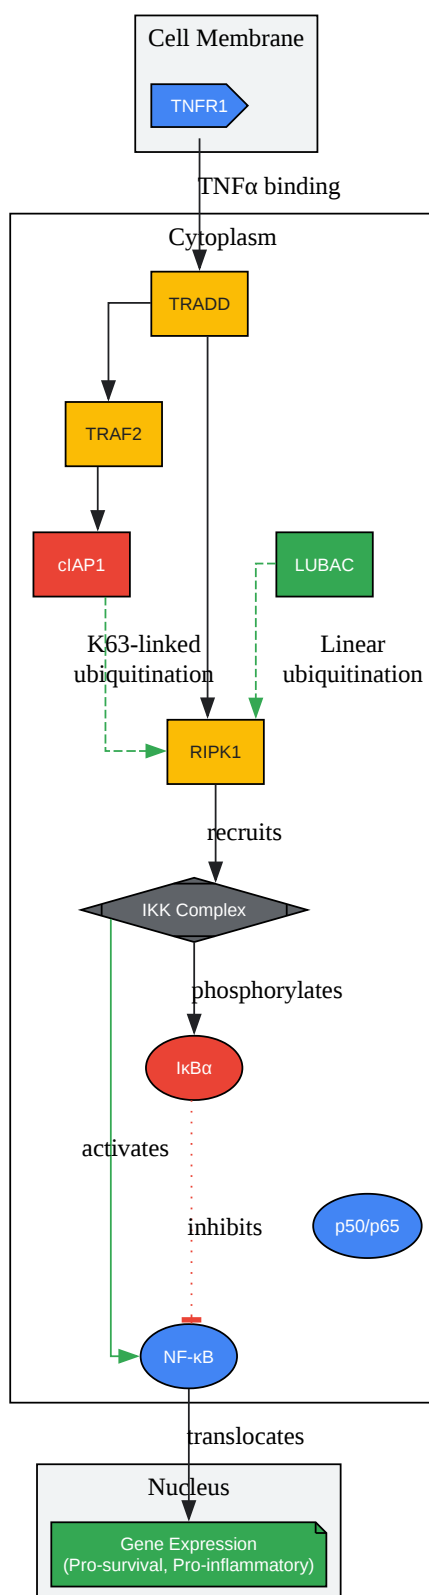 Cell Membrane
TNFR1
TNFα binding
Cytoplasm
TRADD
TRAF2
cIAP1
LUBAC
K63-linked
ubiquitination
Linear
ubiquitination
RIPK1
recruits
IKK Complex
phosphorylates
IκBα
activates
inhibits
p50/p65
NF-κB
translocates
Nucleus
Gene Expression
(Pro-survival, Pro-inflammatory)